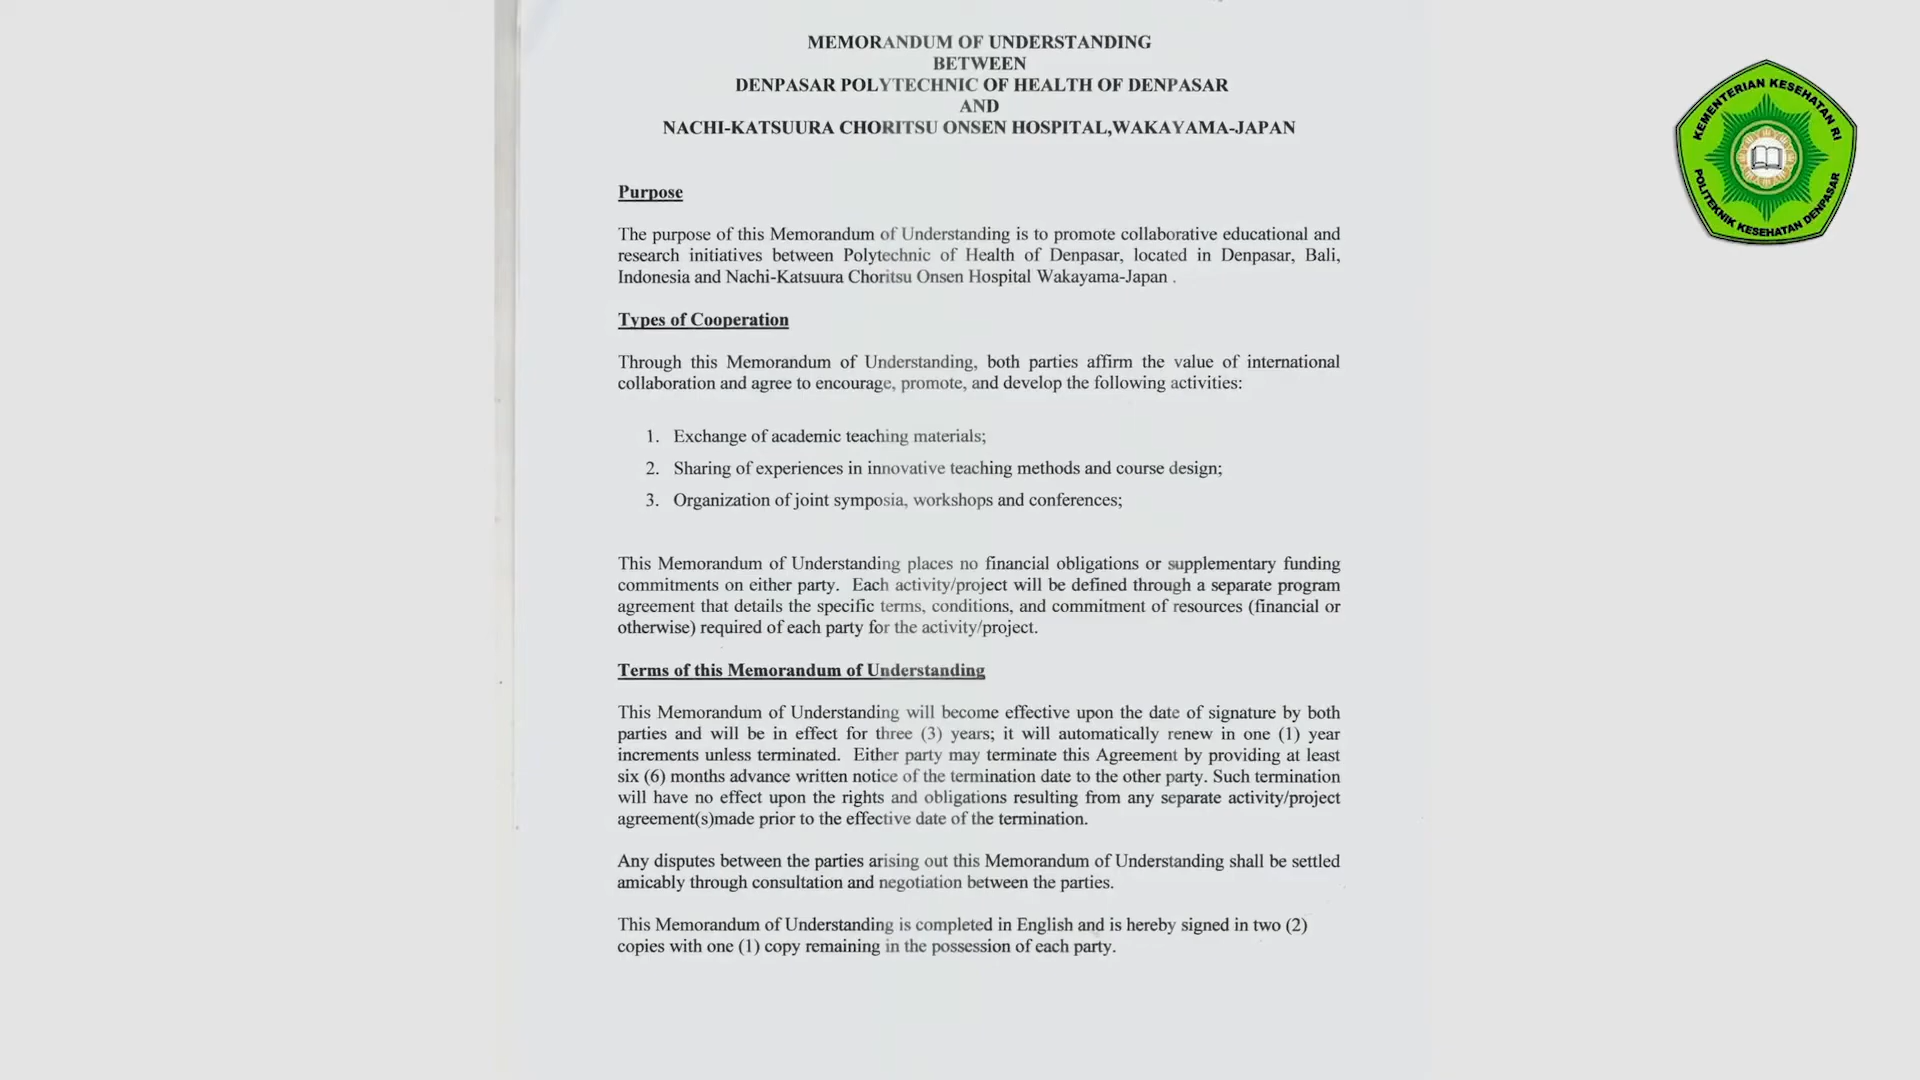 MEMORANDUM OF UNDERSTANDING
BETWEEN
DENPASAR POLYTECHNIC OF HEALTH OF DENPASAR
AND
NACHI-KATSUURA CHORITSU ONSEN HOSPITAL,WAKAYAMA-JAPAN
KEMENTERIAN KESEHATAN RI
POLITEKNIK KESEHATAN DENPASAR
Purpose
The purpose of this Memorandum of Understanding is to promote collaborative educational and
research initiatives between Polytechnic of Health of Denpasar, located in Denpasar, Bali,
Indonesia and Nachi-Katsuura Choritsu Onsen Hospital Wakayama-Japan .
Types of Cooperation
Through this Memorandum of Understanding, both parties affirm the value of international
collaboration and agree to encourage, promote, and develop the following activities:
1. Exchange of academic teaching materials;
2. Sharing of experiences in innovative teaching methods and course design;
3. Organization of joint symposia, workshops and conferences;
This Memorandum of Understanding places no financial obligations or supplementary funding
commitments on either party. Each activity/project will be defined through a separate program
agreement that details the specific terms, conditions, and commitment of resources (financial or
otherwise) required of each party for the activity/project.
Terms of this Memorandum of Understanding
This Memorandum of Understanding will become effective upon the date of signature by both
parties and will be in effect for three (3) years; it will automatically renew in one (1) year
increments unless terminated. Either party may terminate this Agreement by providing at least
six (6) months advance written notice of the termination date to the other party. Such termination
will have no effect upon the rights and obligations resulting from any separate activity/project
agreement(s)made prior to the effective date of the termination.
Any disputes between the parties arising out this Memorandum of Understanding shall be settled
amicably through consultation and negotiation between the parties.
This Memorandum of Understanding is completed in English and is hereby signed in two (2)
copies with one (1) copy remaining in the possession of each party.